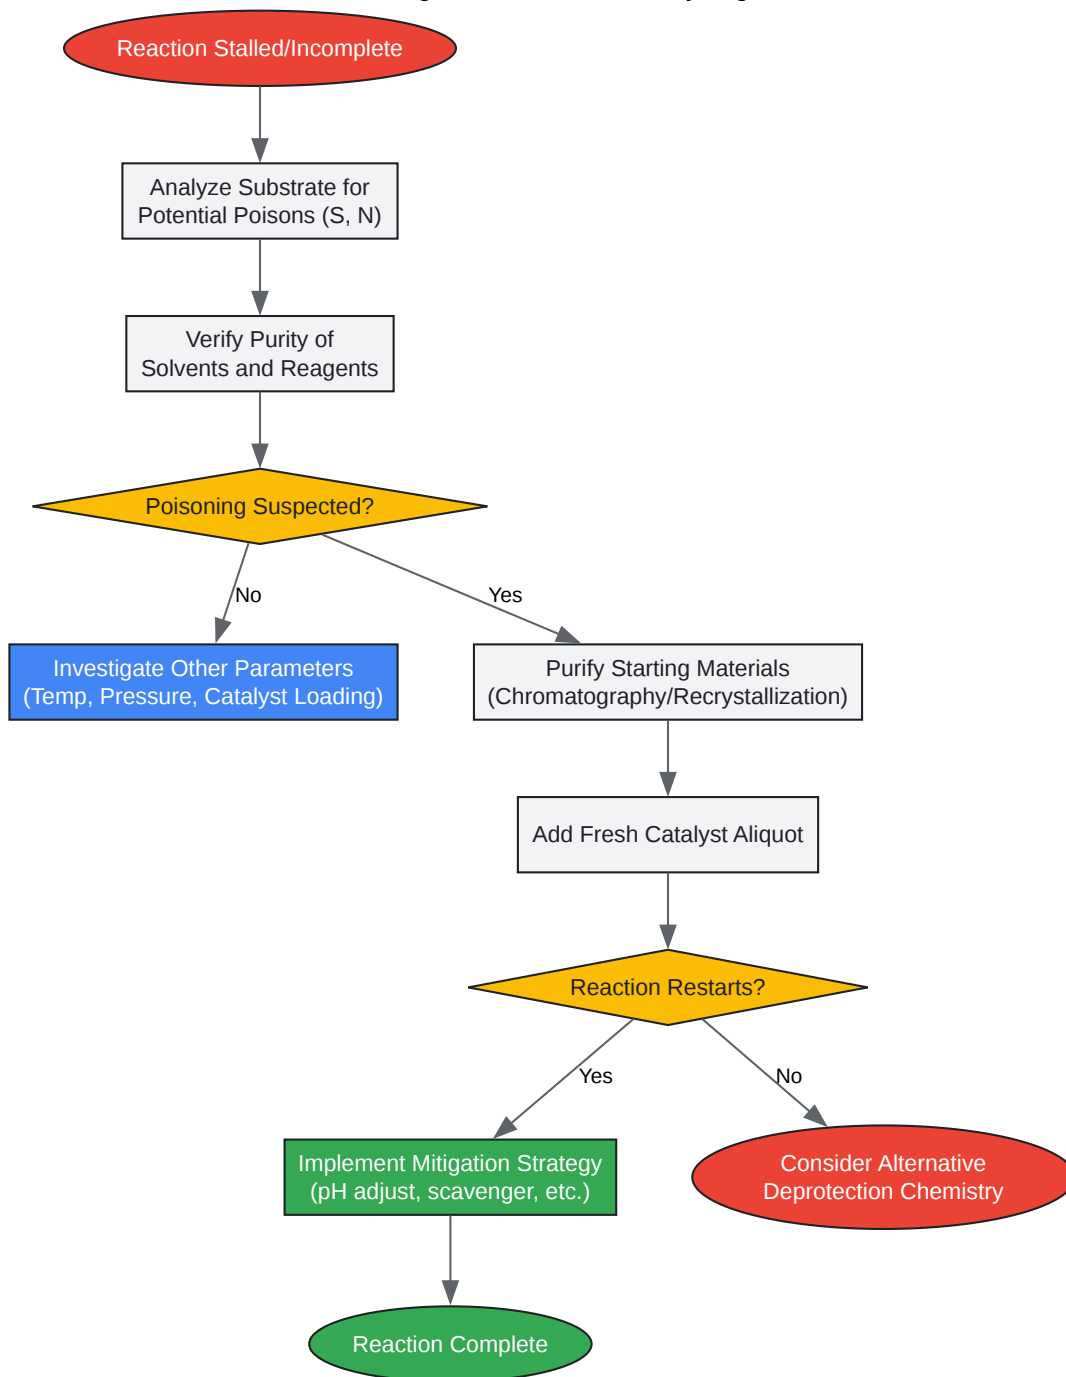 Reaction Stalled/Incomplete
Analyze Substrate for
Potential Poisons (S, N)
Verify Purity of
Solvents and Reagents
Poisoning Suspected?
No
Yes
Investigate Other Parameters
(Temp, Pressure, Catalyst Loading)
Purify Starting Materials
(Chromatography/Recrystallization)
Add Fresh Catalyst Aliquot
Reaction Restarts?
Yes
No
Implement Mitigation Strategy
(pH adjust, scavenger, etc.)
Consider Alternative
Deprotection Chemistry
Reaction Complete